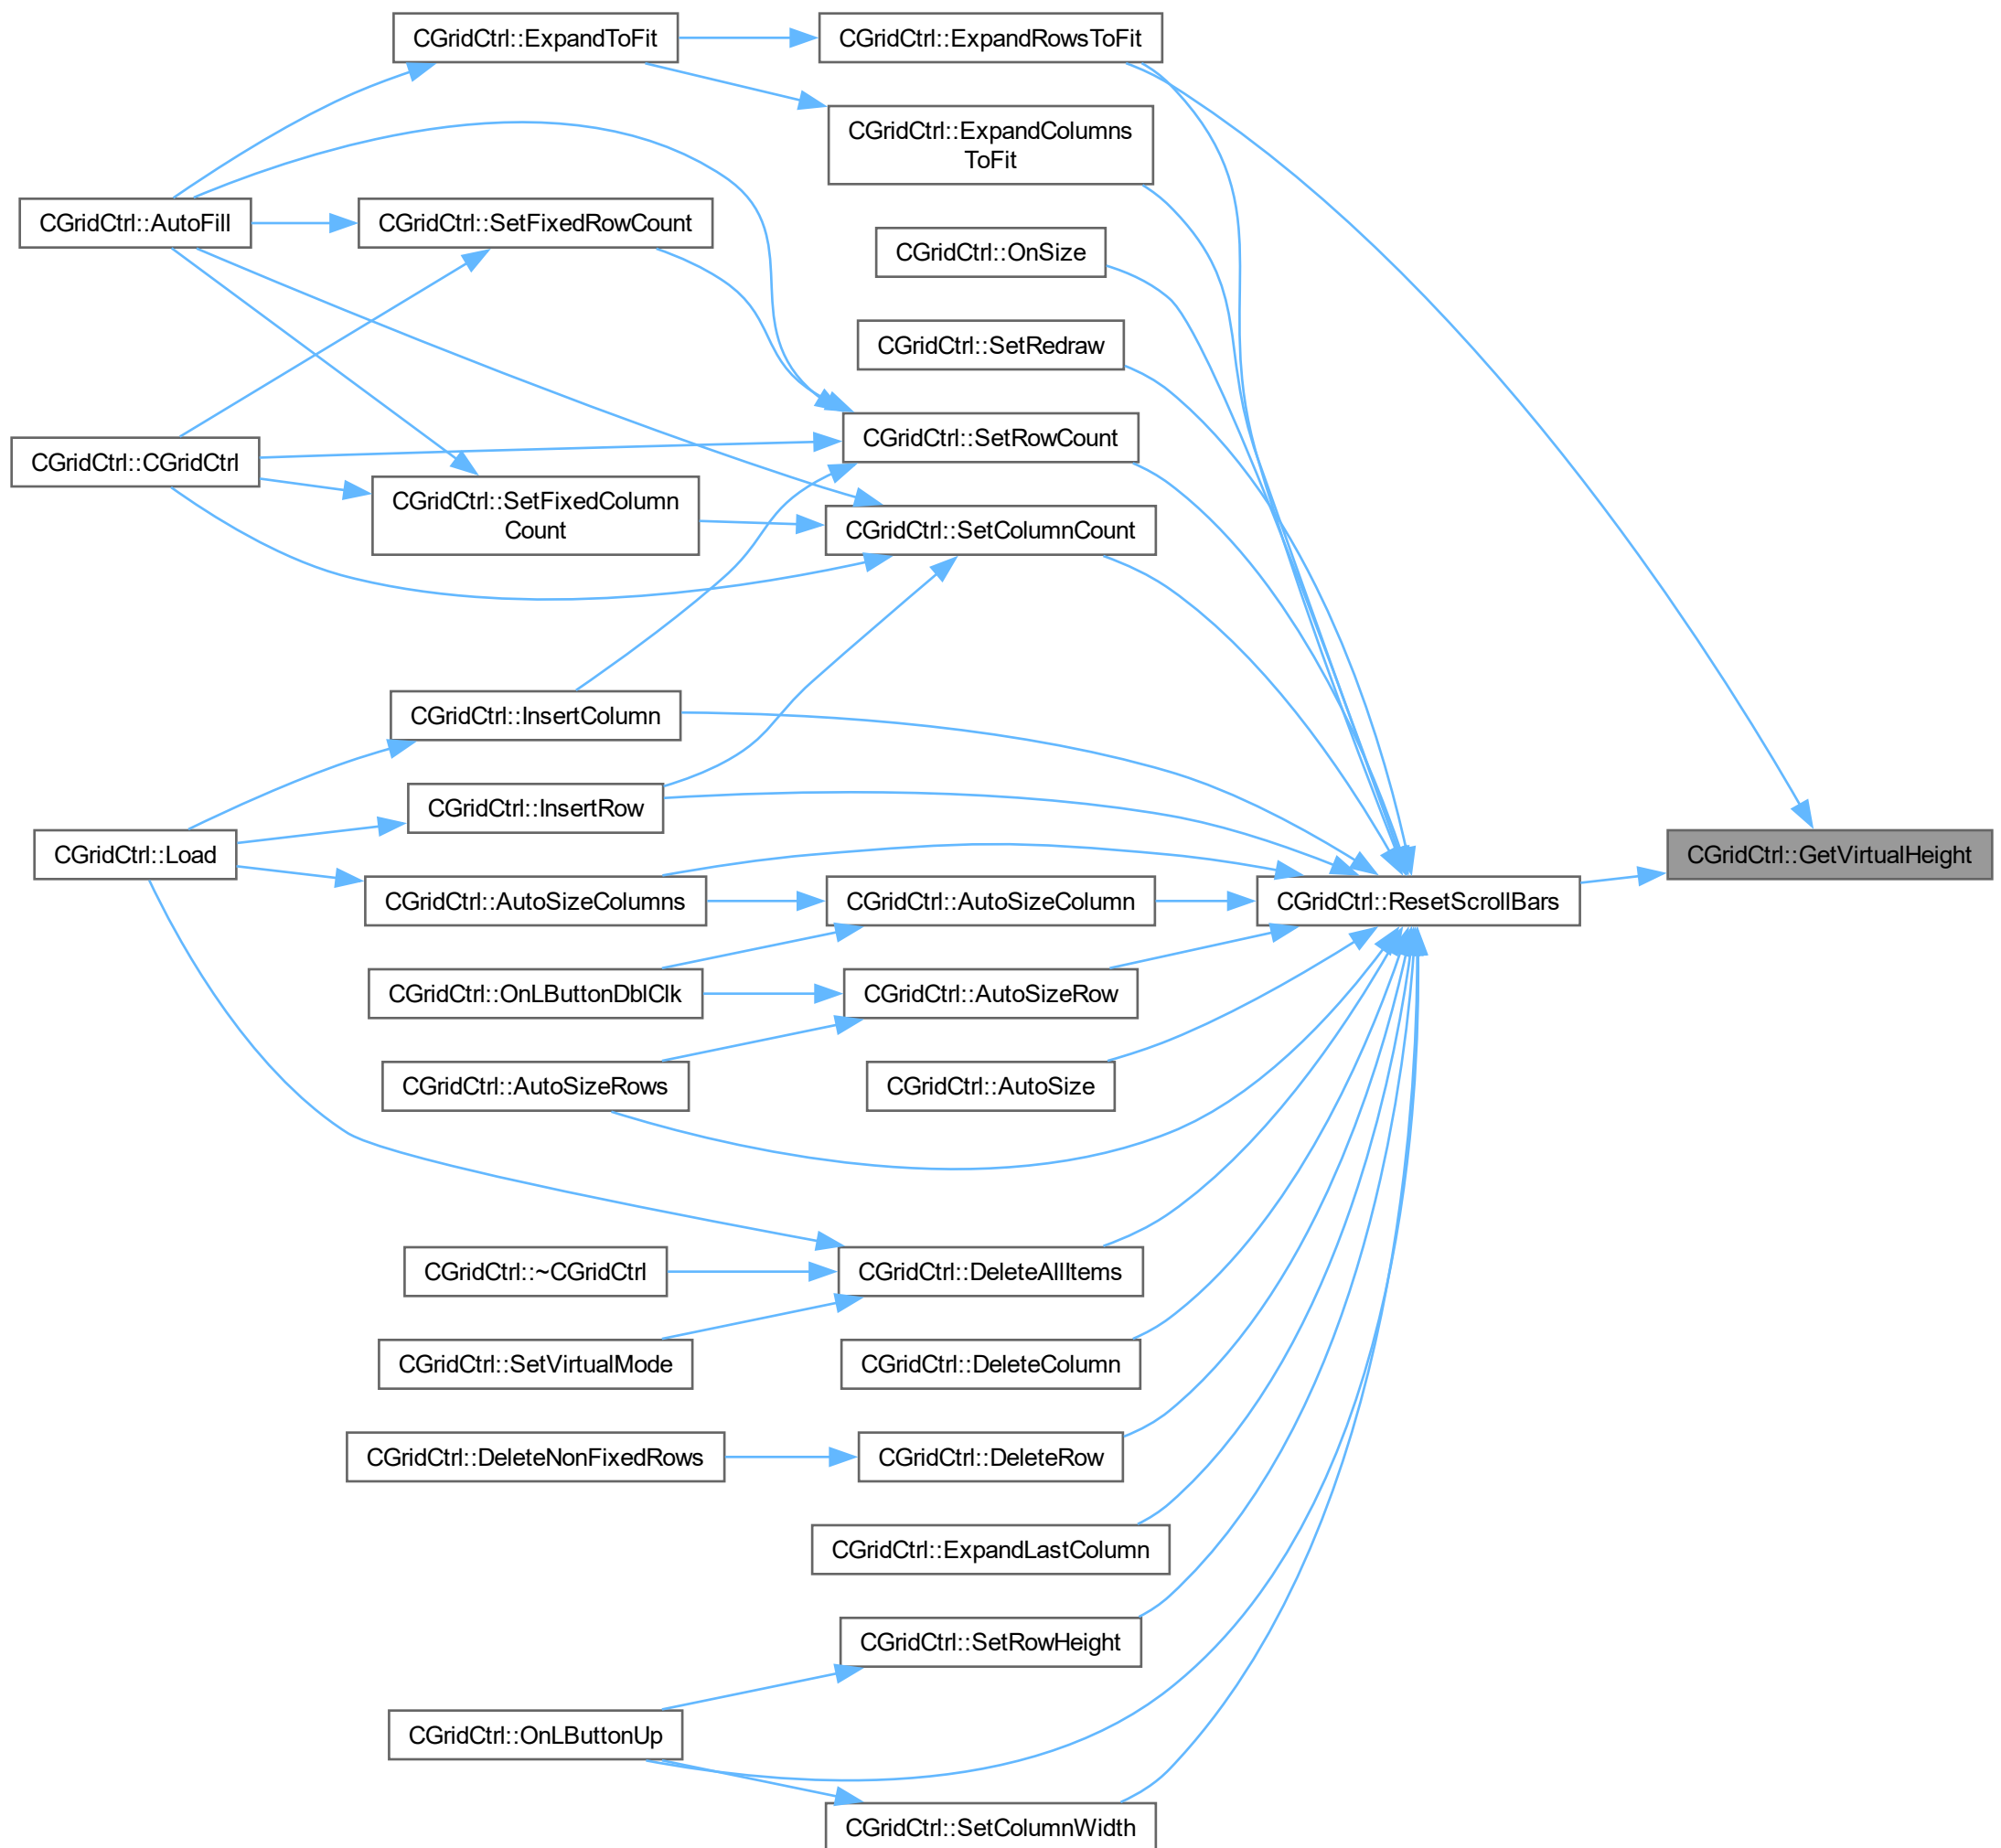 CGridCtrl::ExpandToFit
CGridCtrl::ExpandRowsToFit
CGridCtrl::ExpandColumns
ToFit
CGridCtrl::AutoFill
CGridCtrl::SetFixedRowCount
CGridCtrl::OnSize
CGridCtrl::SetRedraw
CGridCtrl::SetRowCount
CGridCtrl::CGridCtrl
CGridCtrl::SetFixedColumn
Count
CGridCtrl::SetColumnCount
CGridCtrl::InsertColumn
CGridCtrl::InsertRow
CGridCtrl::Load
CGridCtrl::GetVirtualHeight
CGridCtrl::AutoSizeColumns
CGridCtrl::AutoSizeColumn
CGridCtrl::ResetScrollBars
CGridCtrl::OnLButtonDblClk
CGridCtrl::AutoSizeRow
CGridCtrl::AutoSizeRows
CGridCtrl::AutoSize
CGridCtrl::~CGridCtrl
CGridCtrl::DeleteAllItems
CGridCtrl::SetVirtualMode
CGridCtrl::DeleteColumn
CGridCtrl::DeleteNonFixedRows
CGridCtrl::DeleteRow
CGridCtrl::ExpandLastColumn
CGridCtrl::SetRowHeight
CGridCtrl::OnLButtonUp
CGridCtrl::SetColumnWidth